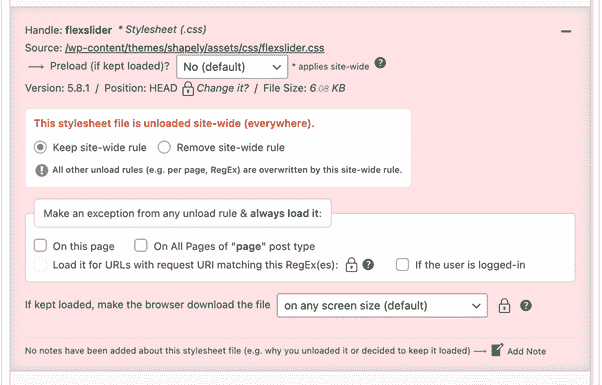 Handle: flexslider * Stylesheet (.css)
Source: /wp-content/themes/shapely/assets/css/flexslider.css
⟶ Preload (if kept loaded)? No (default) * applies site-wide ?
Version: 5.8.1 / Position: HEAD Change it? / File Size: 6.08 KB
This stylesheet file is unloaded site-wide (everywhere).
Keep site-wide rule Remove site-wide rule
! All other unload rules (e.g. per page, RegEx) are overwritten by this site-wide rule.
Make an exception from any unload rule & always load it:
On this page On All Pages of "page" post type
Load it for URLs with request URI matching this RegEx(es): ? If the user is logged-in
If kept loaded, make the browser download the file on any screen size (default) ?
No notes have been added about this stylesheet file (e.g. why you unloaded it or decided to keep it loaded) ⟶ Add Note